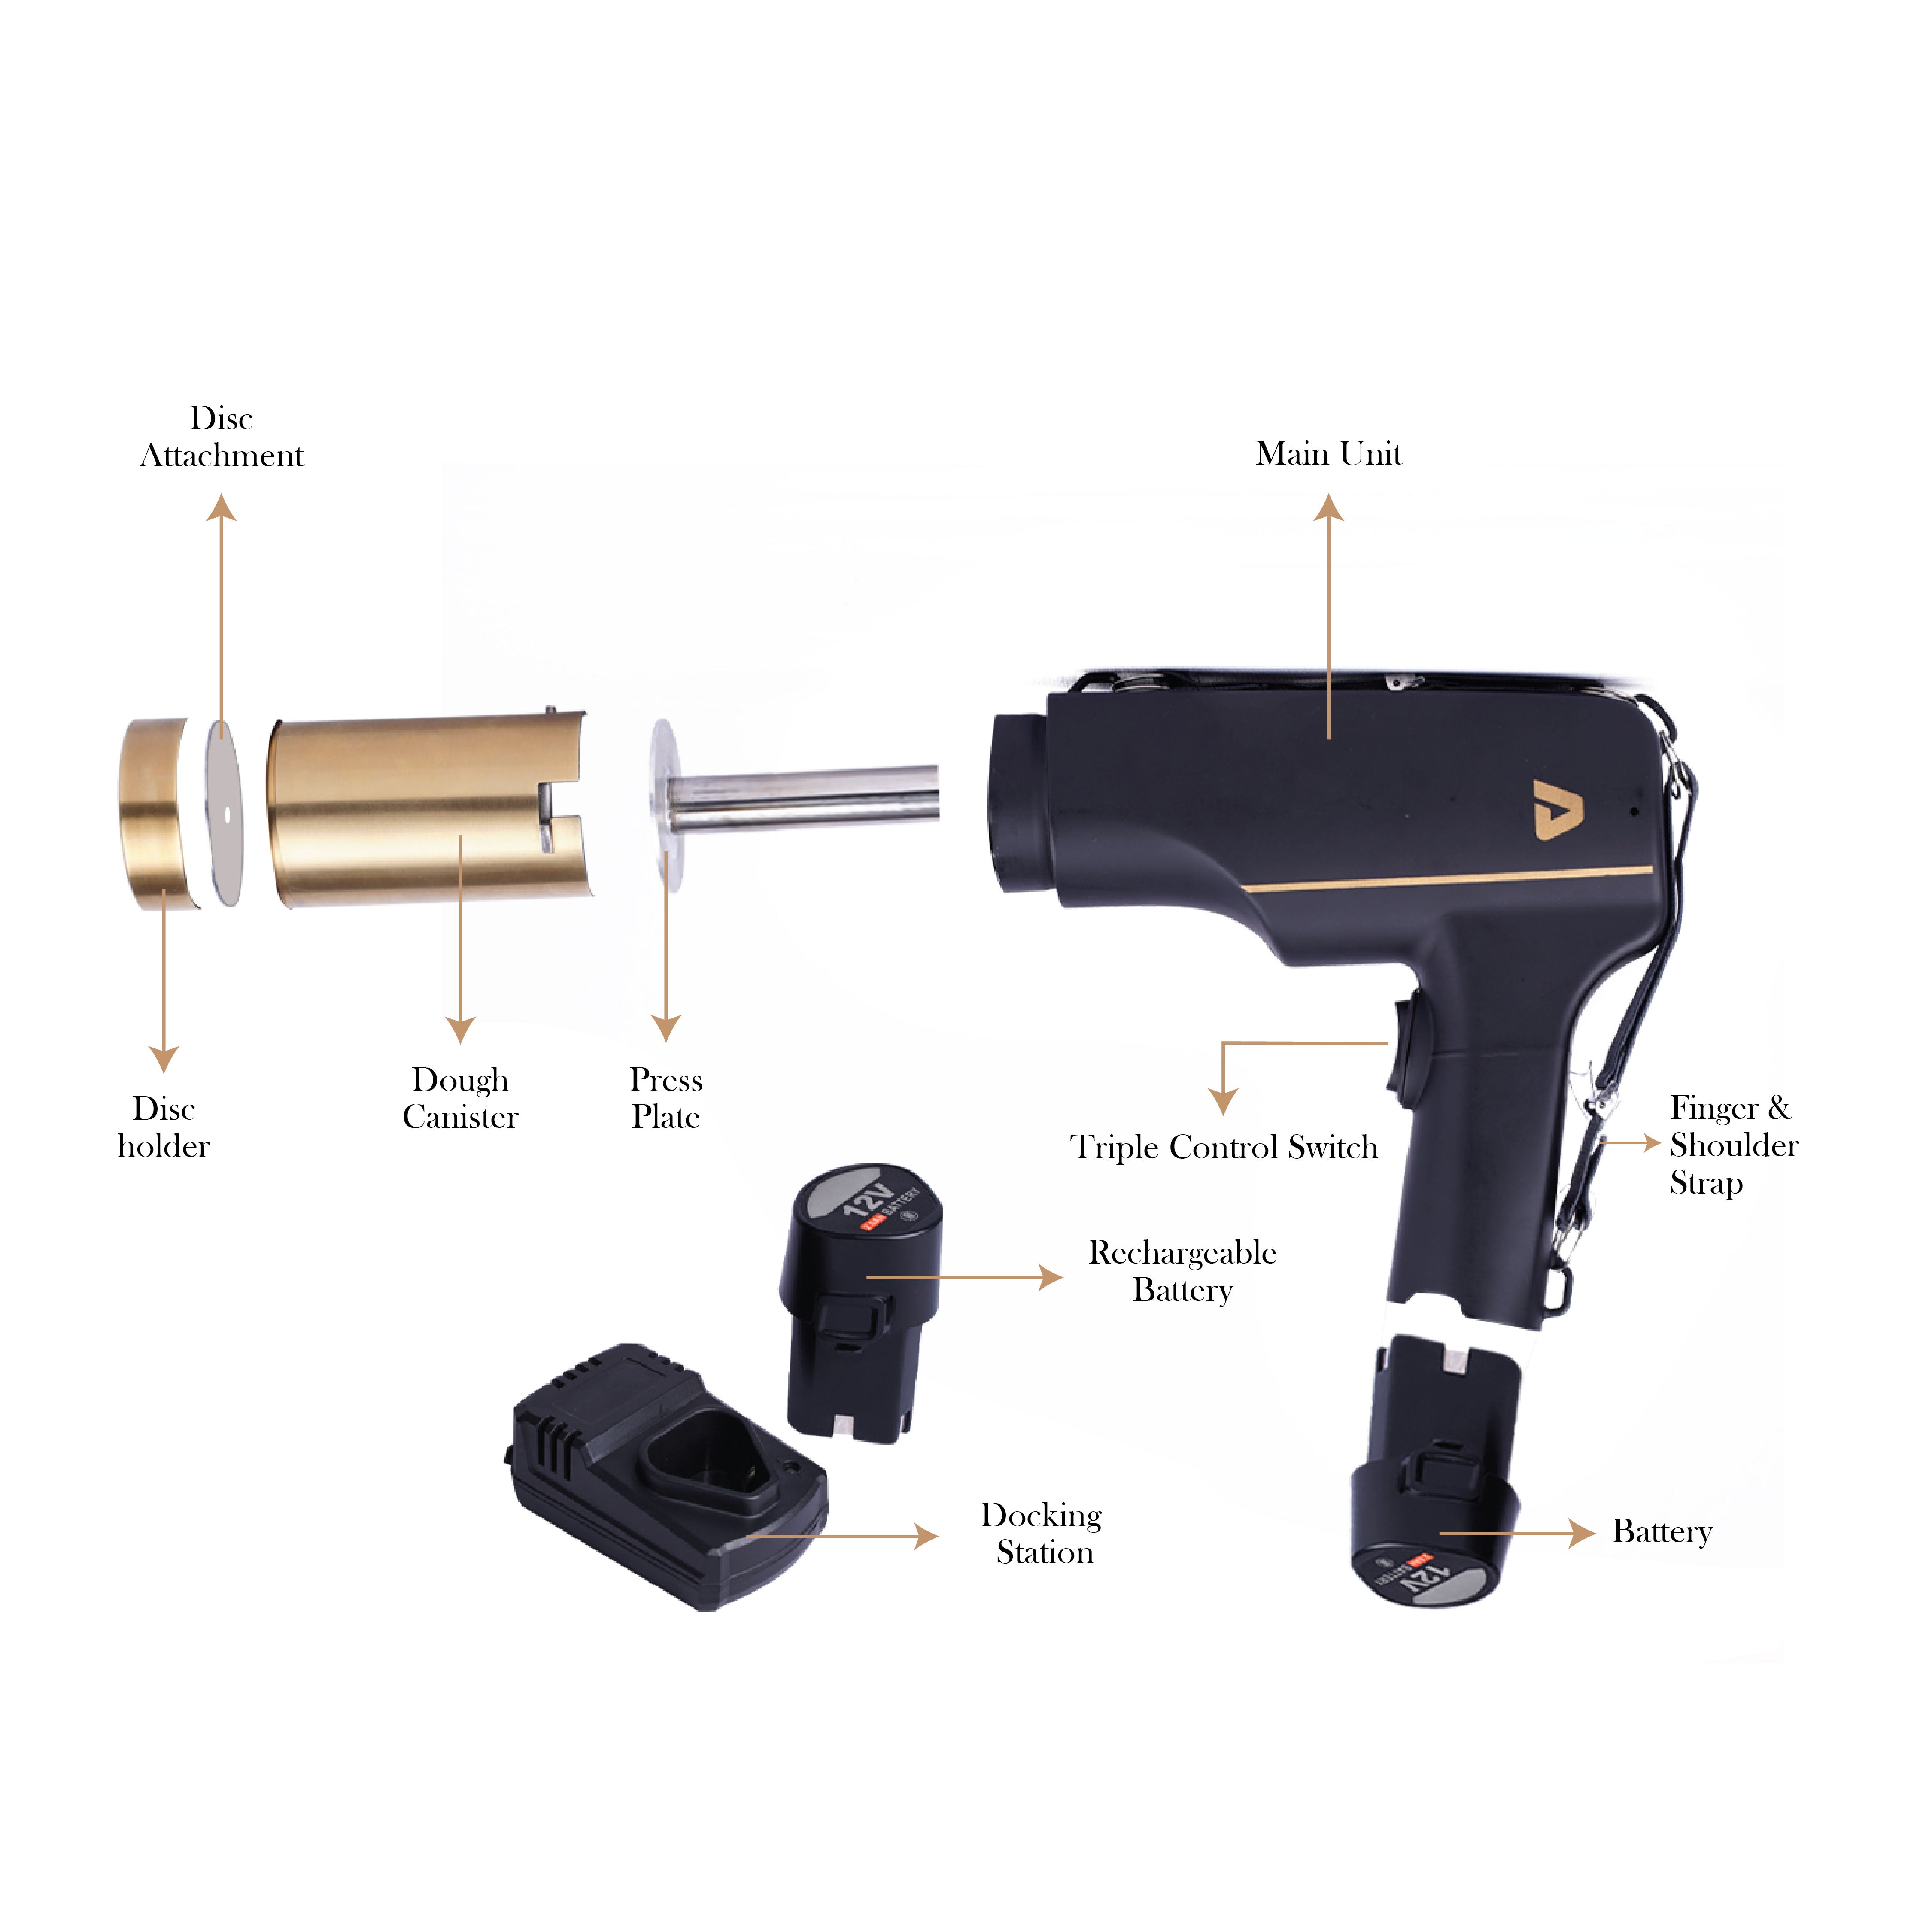 Disc
Attachment
Main Unit
Disc
holder
Dough
Canister
Press
Plate
Triple Control Switch
Finger &
Shoulder
Strap
12V
BATTERY
Rechargeable
Battery
Docking
Station
Battery
12V
BATTERY